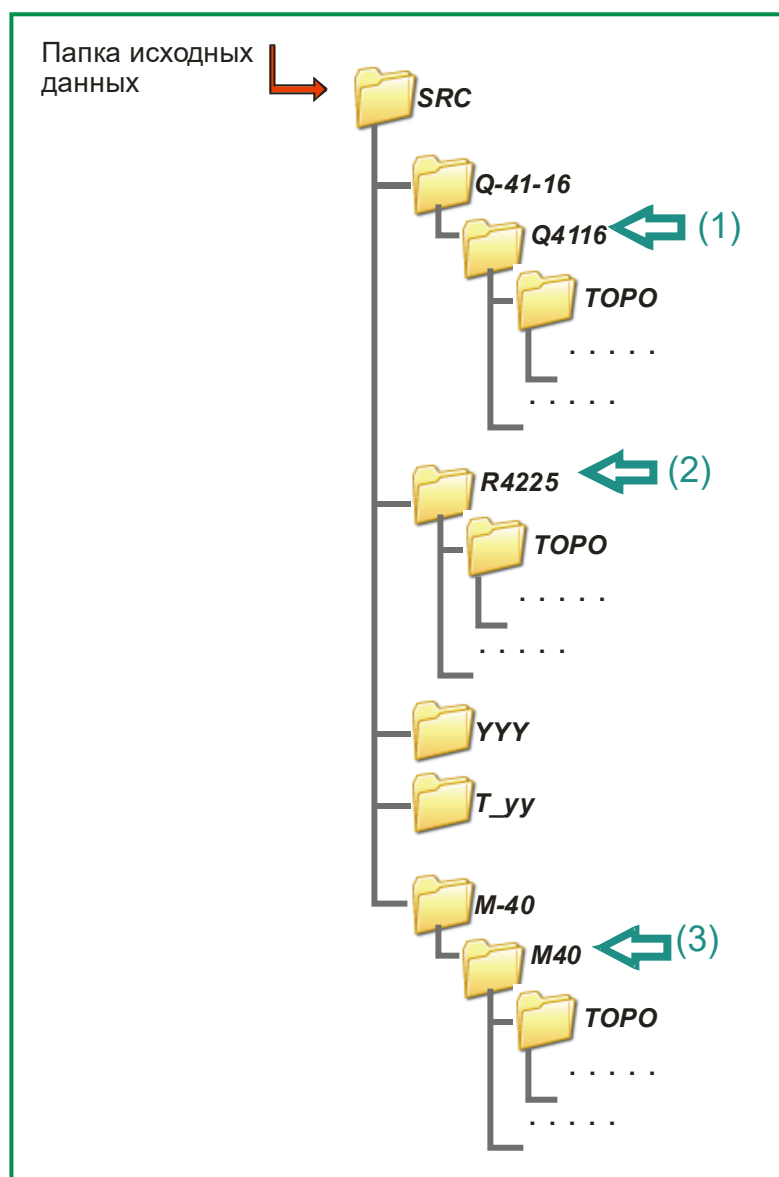 Папка исходных
данных
SRC
Q-41-16
Q4116 (1)
TOPO
. . . . .
. . . . .
R4225 (2)
TOPO
. . . . .
. . . . .
YYY
T_yy
M-40
M40 (3)
TOPO
. . . . .
. . . . .